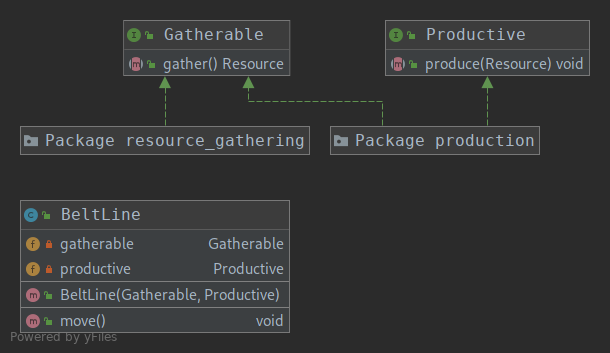 Gatherable
gather() Resource
Productive
produce(Resource) void
Package resource_gathering
Package production
BeltLine
gatherable Gatherable
productive Productive
BeltLine(Gatherable, Productive)
move() void
Powered by yFiles